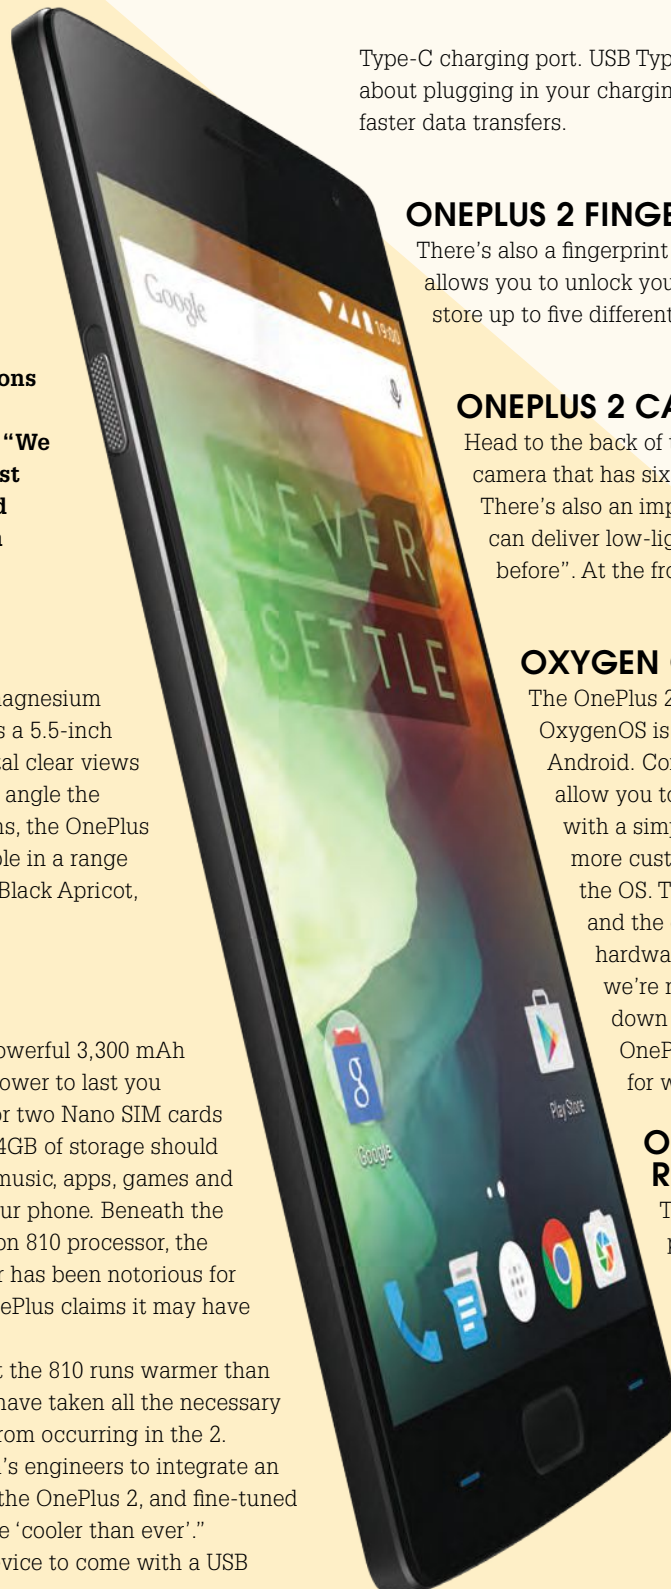 ons
“We
st
d
n
nagnesium
s a 5.5-inch
tal clear views
angle the
ns, the OnePlus
ble in a range
Black Apricot,
owerful 3,300 mAh
ower to last you
or two Nano SIM cards
4GB of storage should
music, apps, games and
ur phone. Beneath the
on 810 processor, the
r has been notorious for
ePlus claims it may have
t the 810 runs warmer than
have taken all the necessary
rom occurring in the 2.
's engineers to integrate an
the OnePlus 2, and fine-tuned
e ‘cooler than ever’.”
evice to come with a USB
Type-C charging port. USB Typ
about plugging in your chargin
faster data transfers.
ONEPLUS 2 FINGE
There’s also a fingerprint
allows you to unlock you
store up to five different
ONEPLUS 2 CA
Head to the back of t
camera that has six
There’s also an imp
can deliver low-lig
before”. At the fro
OXYGEN
The OnePlus 2
OxygenOS is
Android. Co
allow you to
with a simp
more cust
the OS. T
and the
hardwa
we’re n
down
OneP
for w
O
R
T
Google
19:00
NEVER
SETTLE
Google
Play Store